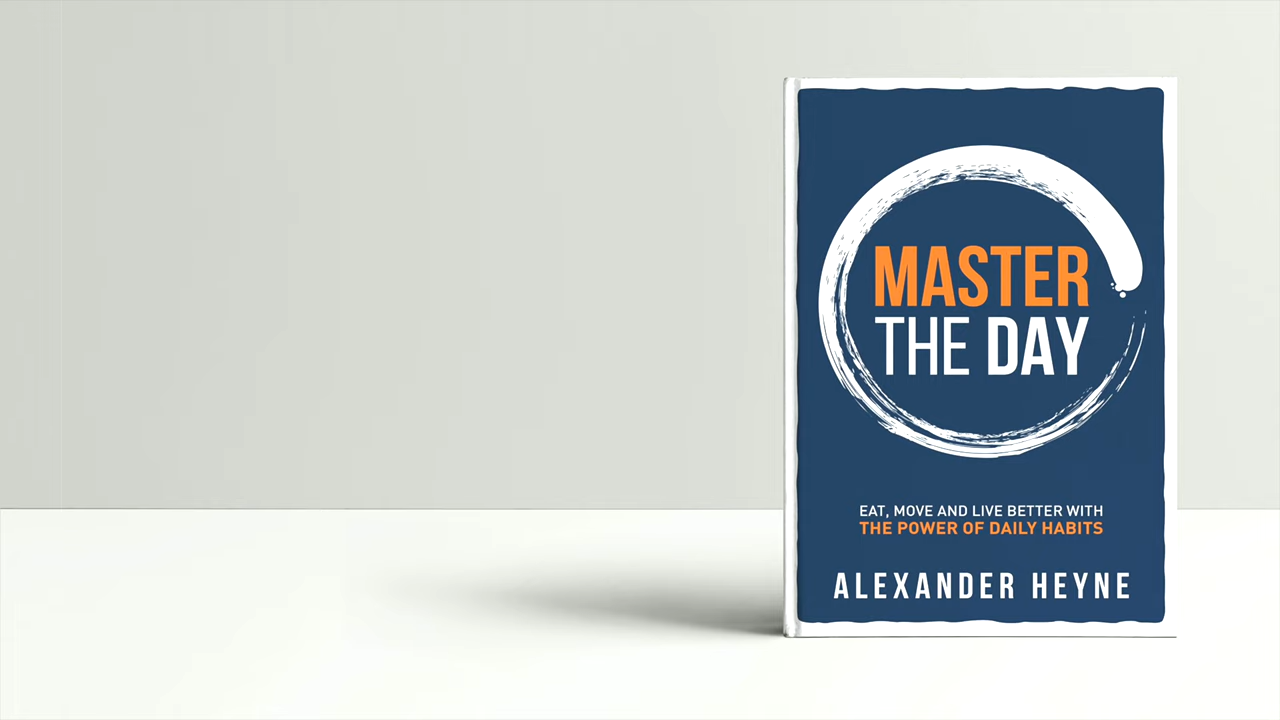 MASTER
THE DAY
EAT, MOVE AND LIVE BETTER WITH
THE POWER OF DAILY HABITS
ALEXANDER HEYNE